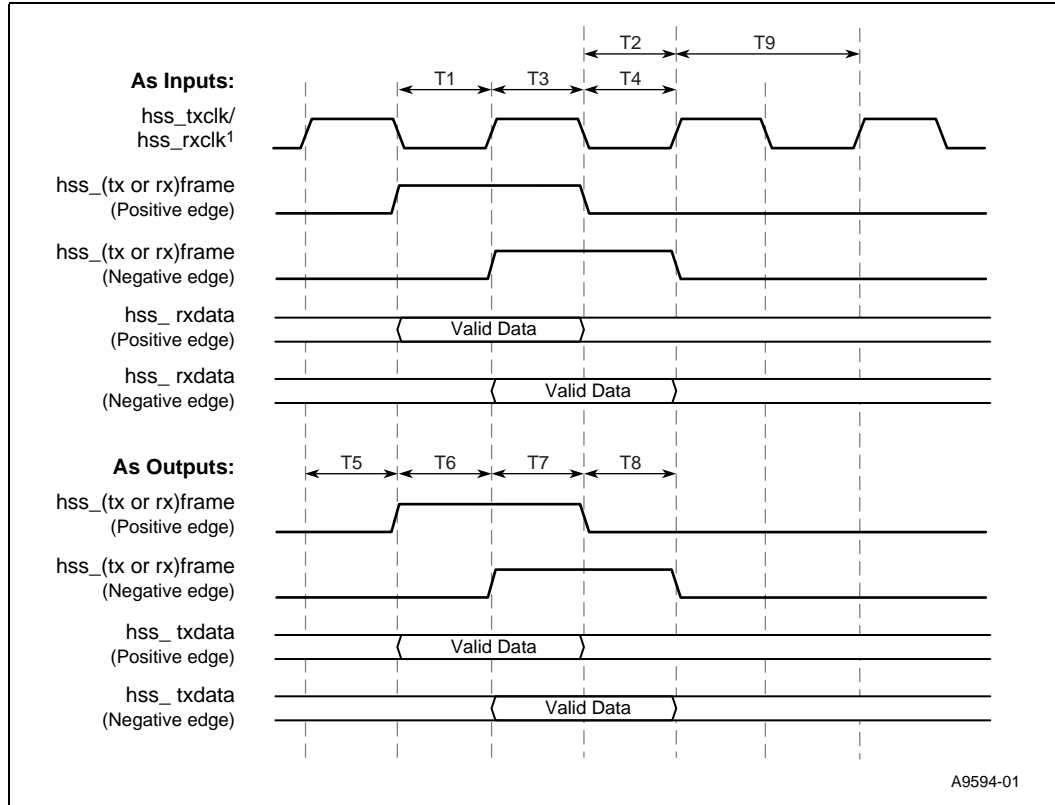 T2 T9
As Inputs: T1 T3 T4
hss_txclk/
hss_rxclk1
hss_(tx or rx)frame
(Positive edge)
hss_(tx or rx)frame
(Negative edge)
hss_ rxdata
(Positive edge)
Valid Data
hss_ rxdata
(Negative edge)
Valid Data
As Outputs: T5 T6 T7 T8
hss_(tx or rx)frame
(Positive edge)
hss_(tx or rx)frame
(Negative edge)
hss_ txdata
(Positive edge)
Valid Data
hss_ txdata
(Negative edge)
Valid Data
A9594-01